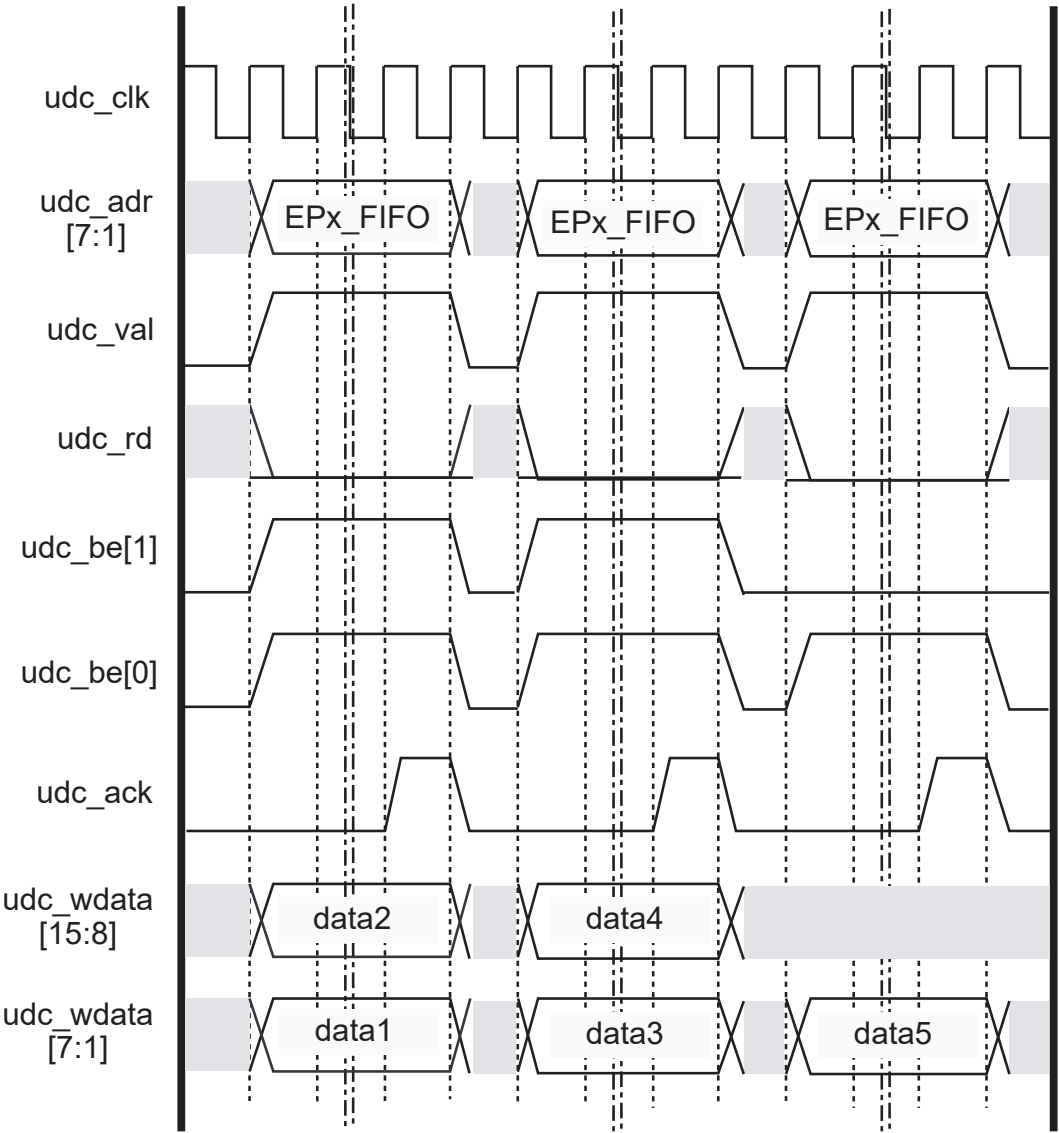 udc_clk
udc_adr
[7:1]
EPx_FIFO
EPx_FIFO
EPx_FIFO
udc_val
udc_rd
udc_be[1]
udc_be[0]
udc_ack
udc_wdata
[15:8]
data2
data4
udc_wdata
[7:1]
data1
data3
data5